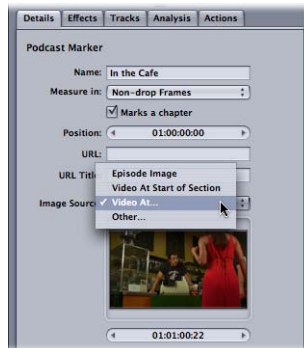 Details Effects Tracks Analysis Actions
Podcast Marker
Name: In the Cafe
Measure in: Non-drop Frames
Marks a chapter
Position: 01:00:00:00
URL:
URL Title:
Episode Image
Video At Start of Section
Image Source ✓ Video At...
Other...
01:01:00:22